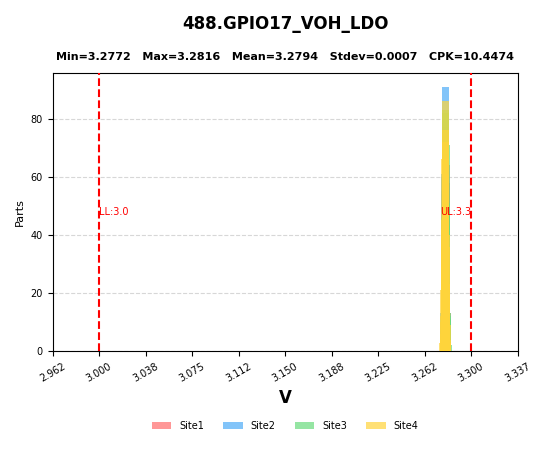 488.GPIO17_VOH_LDO
Min=3.2772 Max=3.2816 Mean=3.2794 Stdev=0.0007 CPK=10.4474
Parts
80
60
40
20
0
LL:3.0
UL:3.3
2.962 3.000 3.038 3.075 3.112 3.150 3.188 3.225 3.262 3.300 3.337
V
Site1 Site2 Site3 Site4